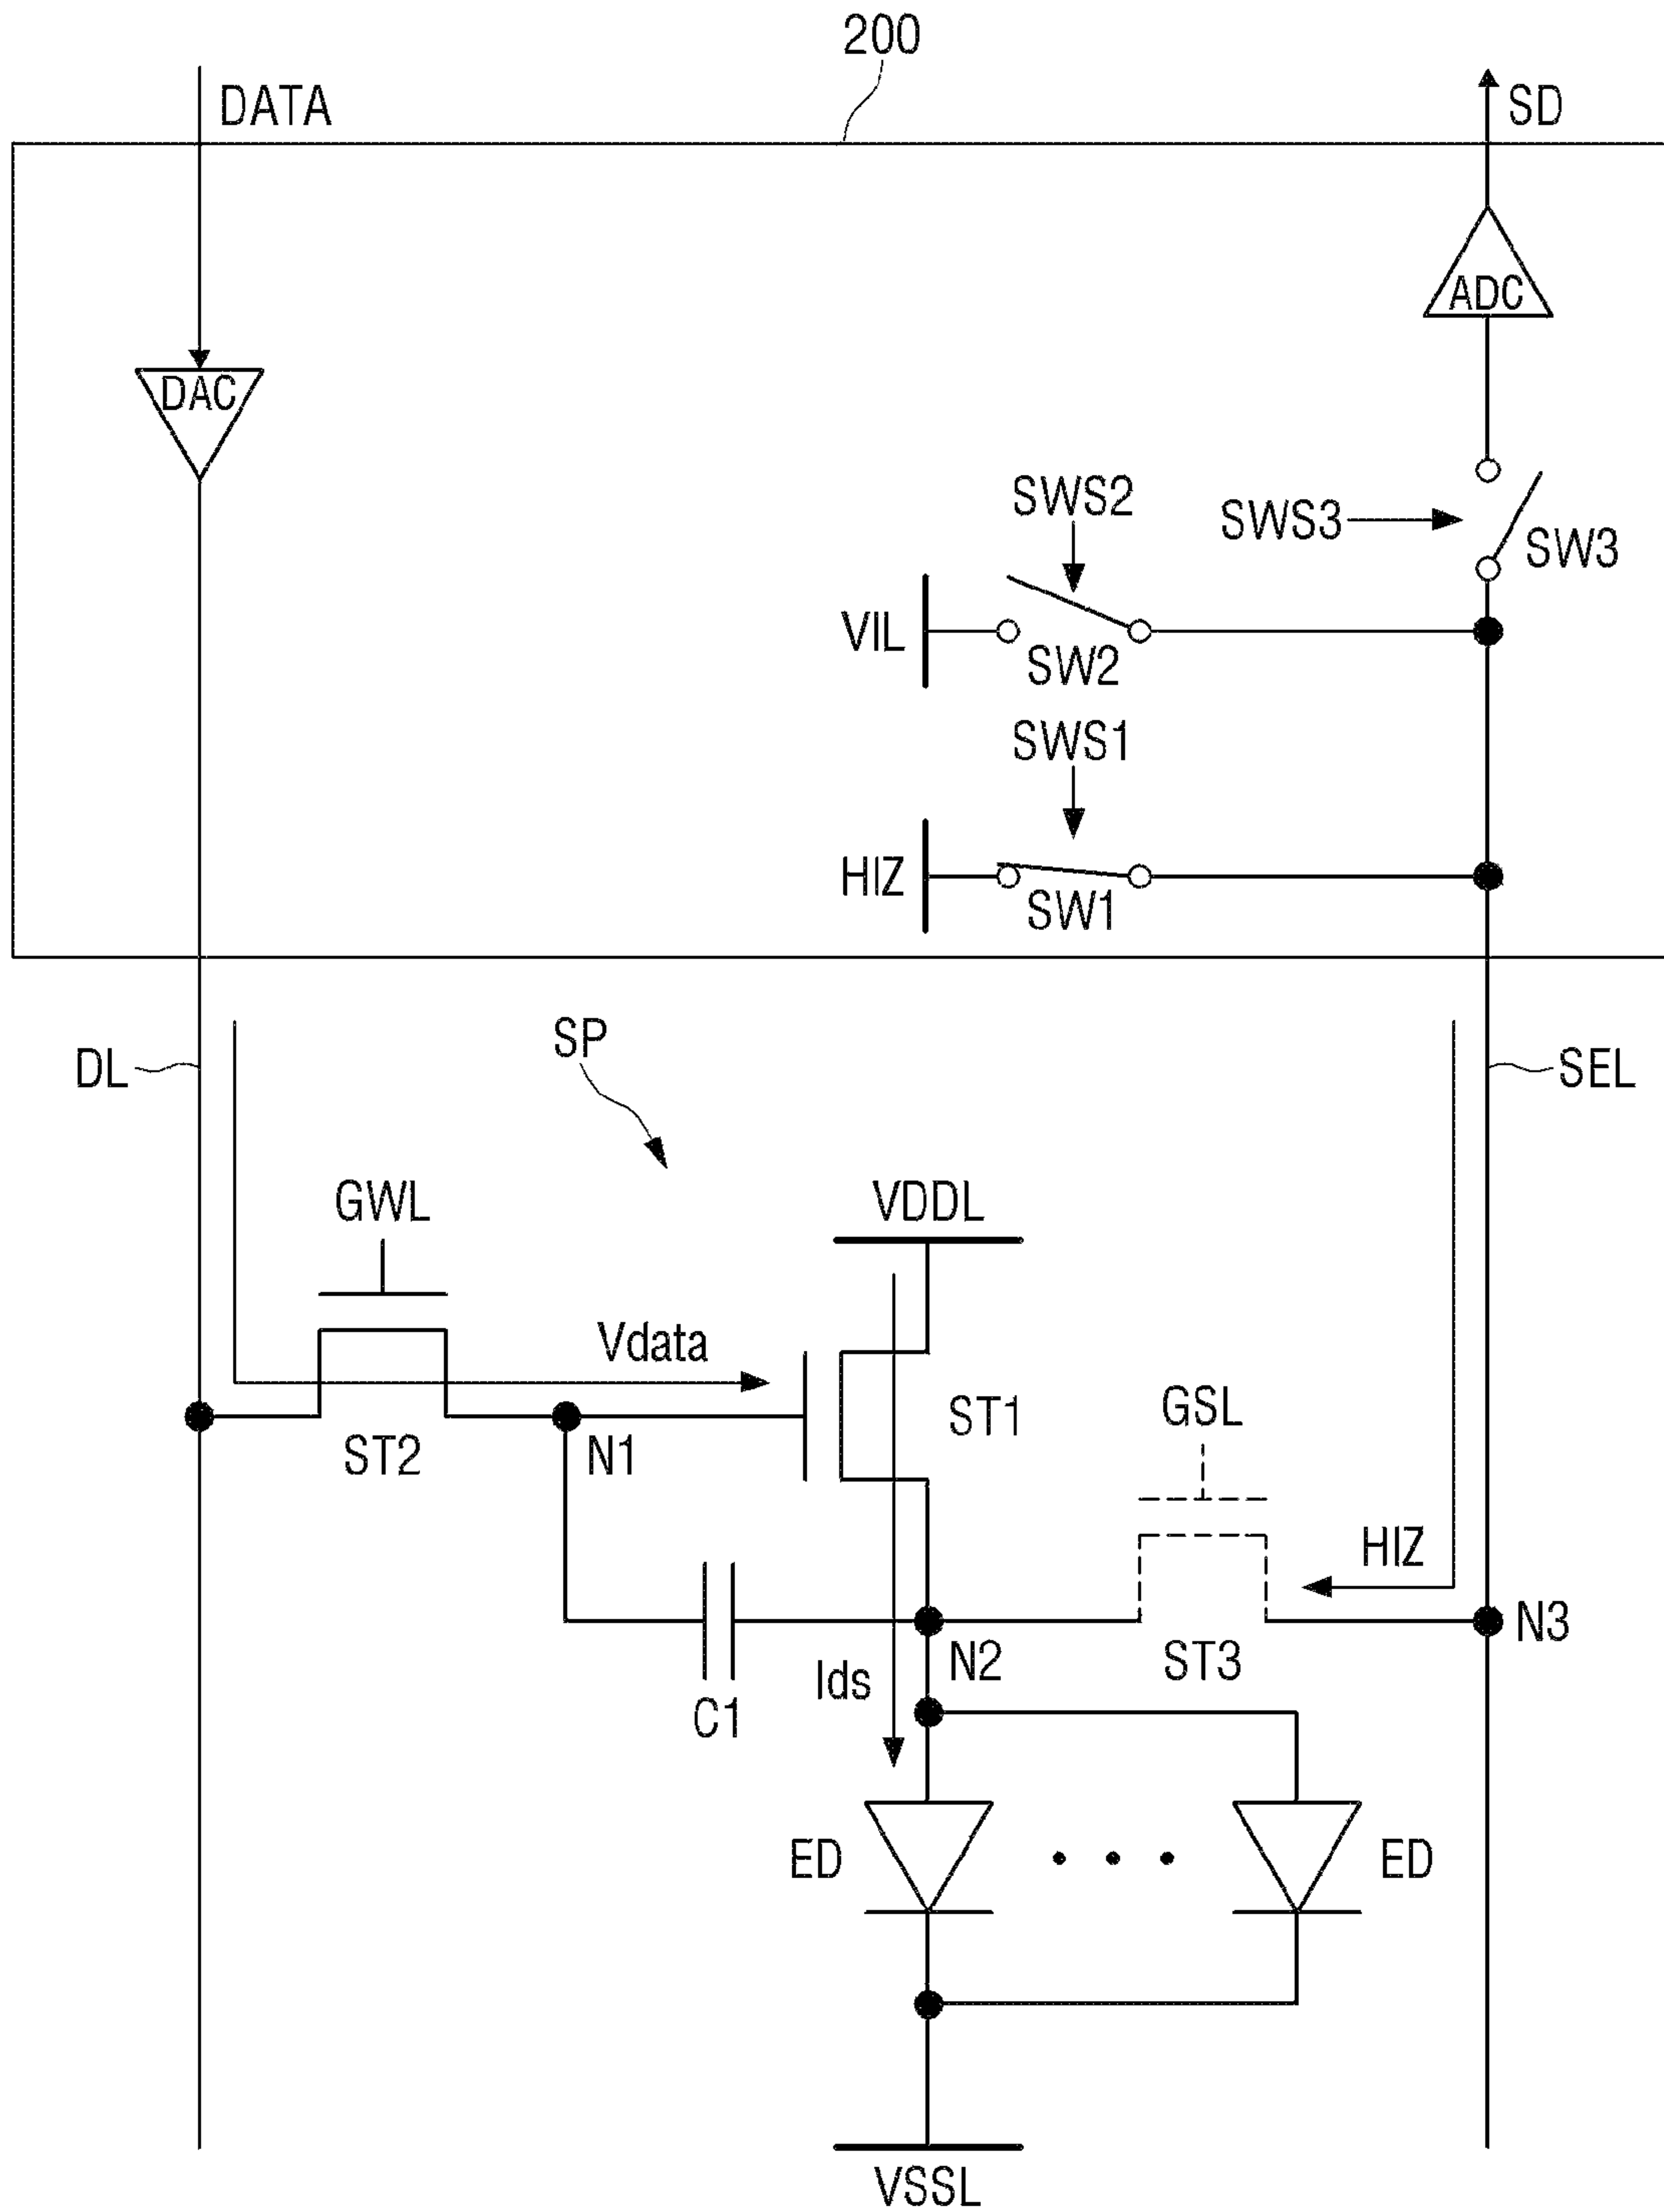 200
DATA
SD
ADC
DAC
SWS2
SWS3
SW3
VIL
SW2
SWS1
HIZ
SW1
SP
DL
SEL
GWL
VDDL
Vdata
ST1
GSL
ST2
N1
HIZ
N3
N2
ST3
Ids
C1
ED
ED
VSSL